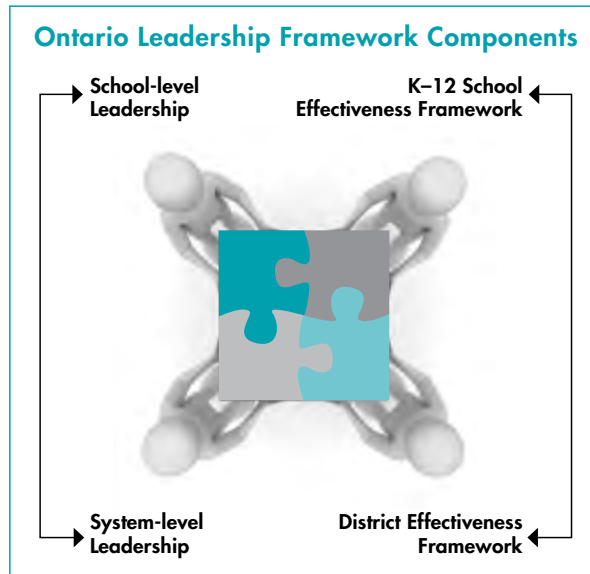 Ontario Leadership Framework Components
School-level
Leadership
K–12 School
Effectiveness Framework
System-level
Leadership
District Effectiveness
Framework